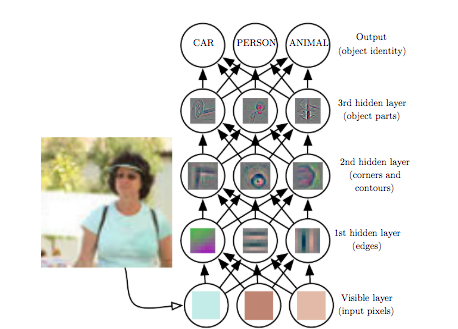 CAR PERSON ANIMAL
Output
(object identity)
3rd hidden layer
(object parts)
2nd hidden layer
(corners and
contours)
1st hidden layer
(edges)
Visible layer
(input pixels)